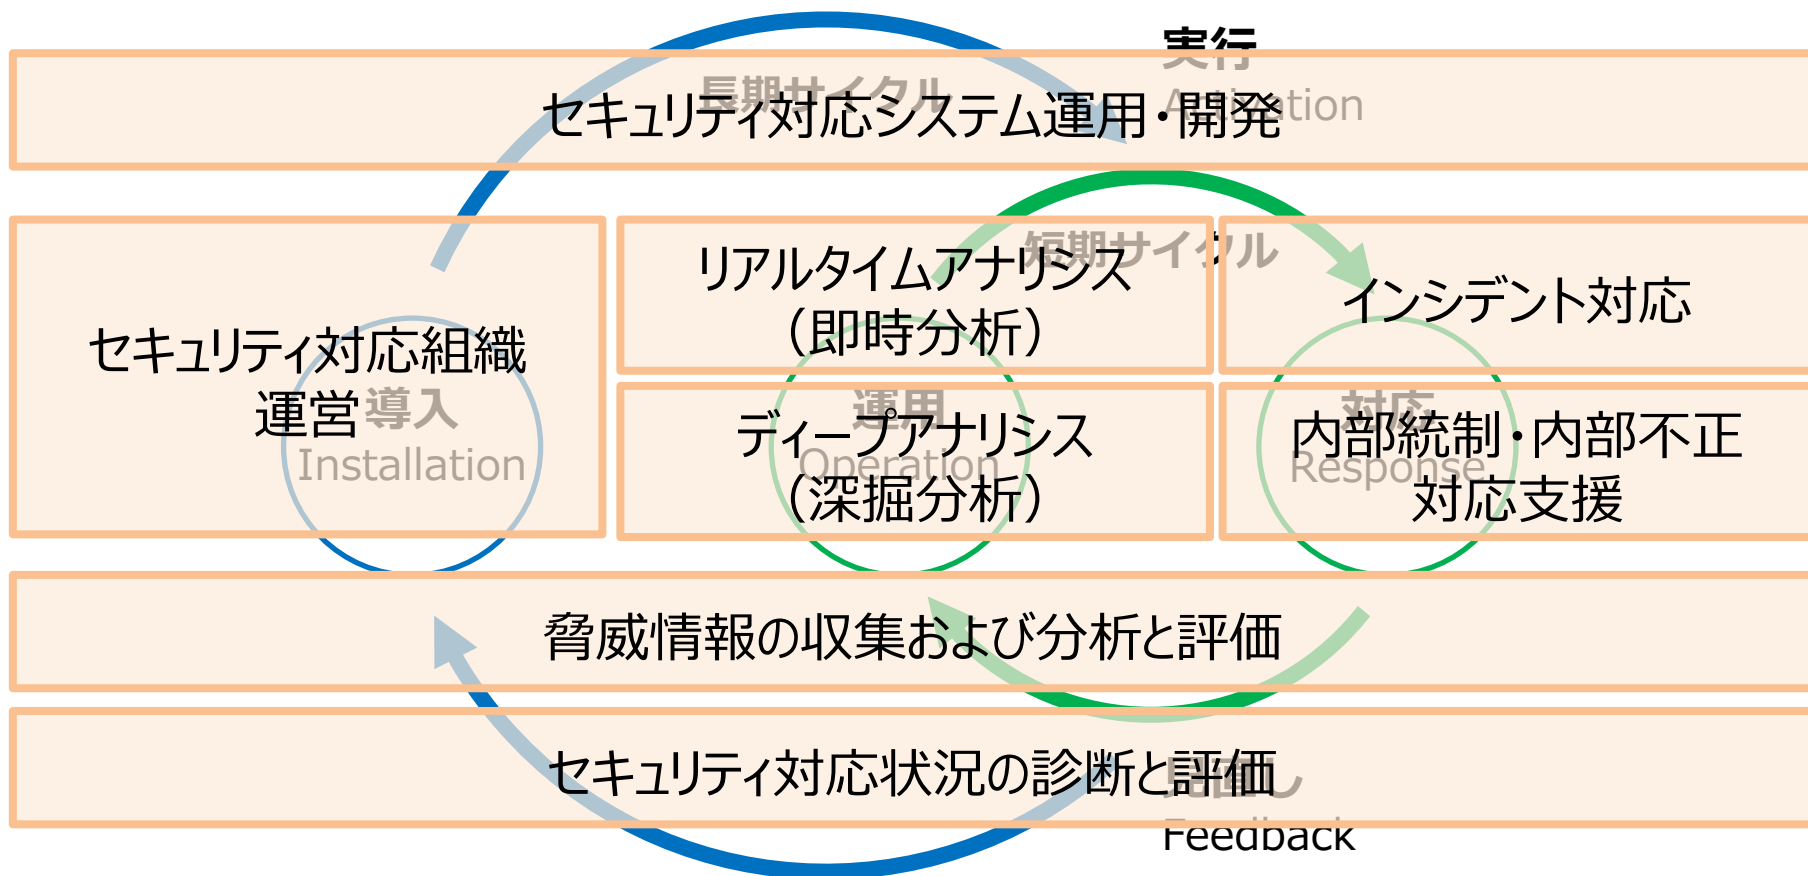 実行
Activation
長期サイクル
セキュリティ対応システム運用・開発
短期サイクル
リアルタイムアナリシス
（即時分析）
インシデント対応
セキュリティ対応組織
運営
導入
Installation
運用
Operation
ディープアナリシス
（深掘分析）
対応
Response
内部統制・内部不正
対応支援
脅威情報の収集および分析と評価
セキュリティ対応状況の診断と評価
見直し
Feedback